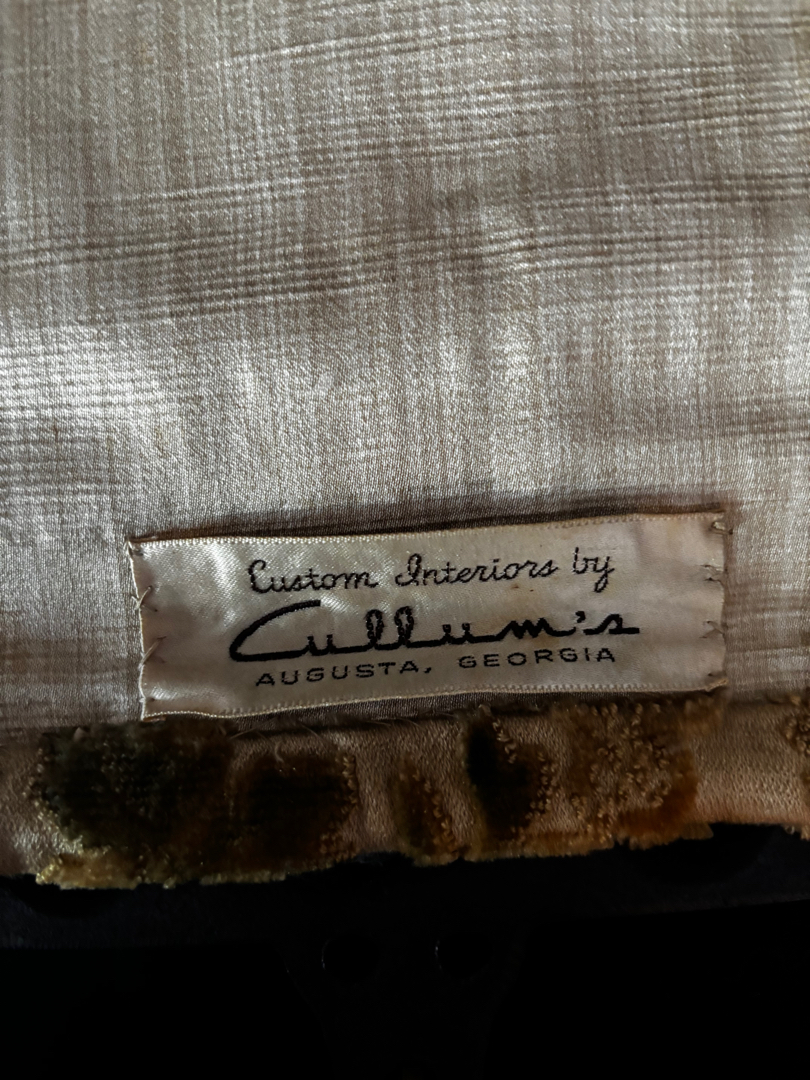 Custom Interiors by
Cullum's
AUGUSTA, GEORGIA